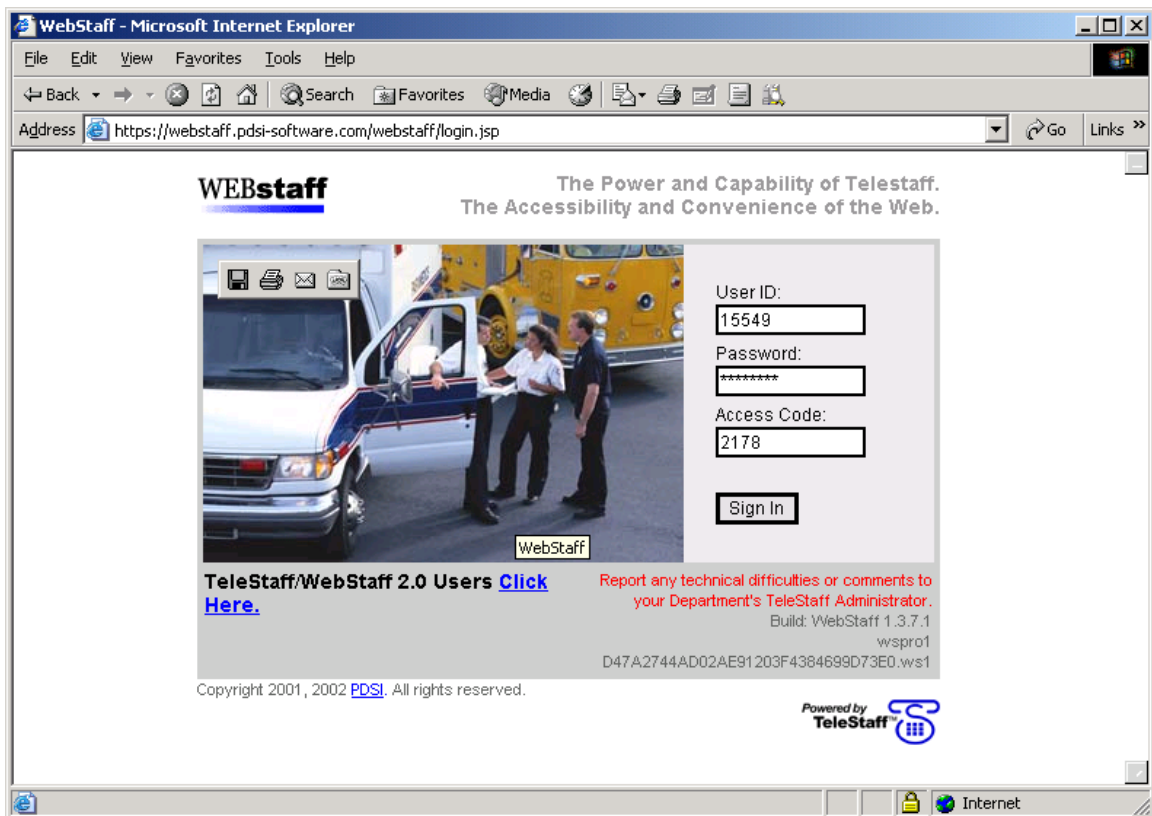 WebStaff - Microsoft Internet Explorer
File Edit View Favorites Tools Help
Back Search Favorites Media
Address https://webstaff.pdsi-software.com/webstaff/login.jsp Go Links »
WEBstaff
The Power and Capability of Telestaff.
The Accessibility and Convenience of the Web.
User ID:
15549
Password:
********
Access Code:
2178
Sign In
WebStaff
TeleStaff/WebStaff 2.0 Users Click
Here.
Report any technical difficulties or comments to
your Department's TeleStaff Administrator.
Build: WebStaff 1.3.7.1
wspro1
D47A2744AD02AE91203F4384699D73E0.ws1
Copyright 2001, 2002 PDSI. All rights reserved.
Powered by
TeleStaff™
Internet